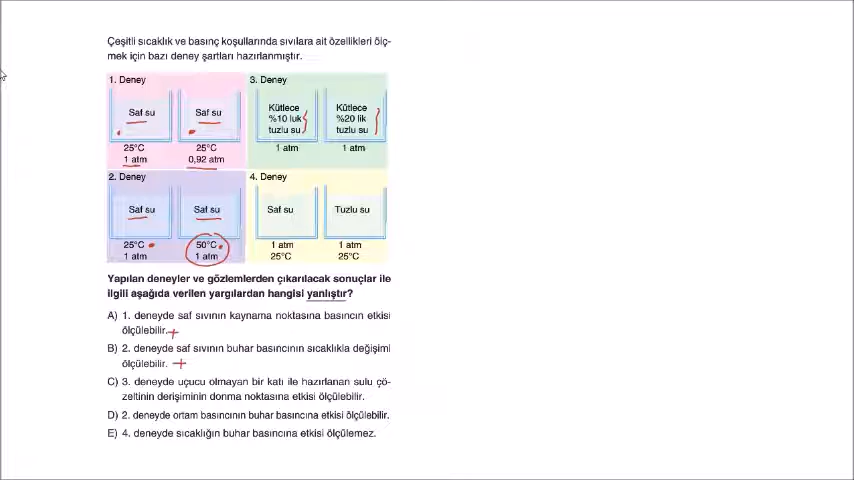 Çeşitli sıcaklık ve basınç koşullarında sıvılara ait özellikleri ölç-
mek için bazı deney şartları hazırlanmıştır.
1. Deney
Saf su
Saf su
25°C
1 atm
25°C
0,92 atm
3. Deney
Kütlece
%10 luk
tuzlu su
Kütlece
%20 lik
tuzlu su
1 atm
1 atm
2. Deney
Saf su
Saf su
25°C
1 atm
50°C
1 atm
4. Deney
Saf su
Tuzlu su
1 atm
25°C
1 atm
25°C
Yapılan deneyler ve gözlemlerden çıkarılacak sonuçlar ile
ilgili aşağıda verilen yargılardan hangisi yanlıştır?
A) 1. deneyde saf sıvının kaynama noktasına basıncın etkisi
ölçülebilir.
B) 2. deneyde saf sıvının buhar basıncının sıcaklıkla değişimi
ölçülebilir.
C) 3. deneyde uçucu olmayan bir katı ile hazırlanan sulu çö-
zeltinin derişiminin donma noktasına etkisi ölçülebilir.
D) 2. deneyde ortam basıncının buhar basıncına etkisi ölçülebilir.
E) 4. deneyde sıcaklığın buhar basıncına etkisi ölçülemez.